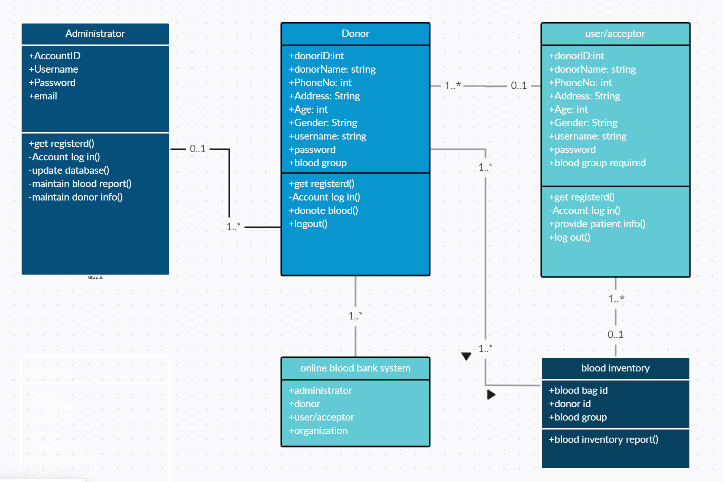 Administrator
+AccountID
+Username
+Password
+email
+get registerd()
-Account log in()
-update database()
-maintain blood report()
-maintain donor info()
Donor
+donoriD:int
+donorName: string
+PhoneNo: int
+Address: String
+Age: int
+Gender: String
+username: string
+password
+blood group
+get registerd()
-Account log in()
+donote blood()
+logout()
user/acceptor
+donoriD:int
+donorName: string
+PhoneNo: int
+Address: String
+Age: int
+Gender: String
+username: string
+password
+blood group required
+get registerd()
-Account log in()
+provide patient info()
+log out()
1..*
0..1
0..1
1..*
1..*
1..*
1..*
1..*
0..1
online blood bank system
+administrator
+donor
+user/acceptor
+organization
blood inventory
+blood bag id
+donor id
+blood group
+blood inventory report()